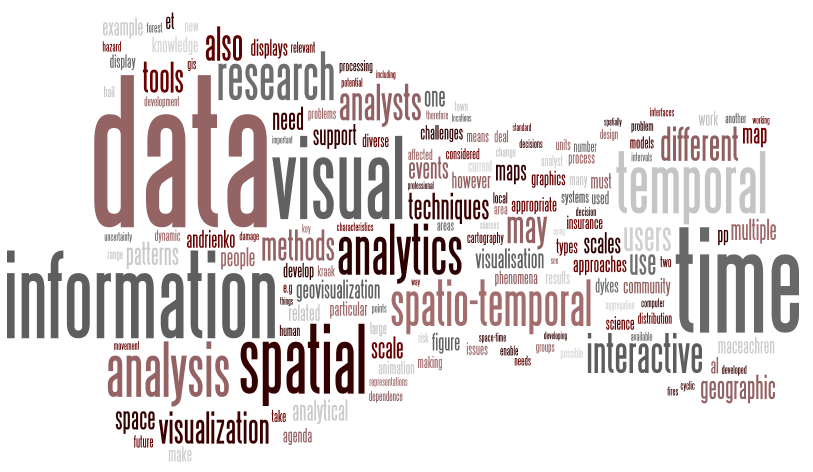 example forest et new
hazard knowledge also displays relevant
display gis tools research processing including
hail development potential
data analysts one town
need problems therefore locations
important support diverse challenges means deal standard
visual affected considered change decisions
events current analyst process units number
professional however maps graphics many must
techniques local appropriate systems used
area decision insurance
spatially interfaces work another working
design problem map
models intervals different
temporal
uncertainty dynamic andrienko damage key characteristics areas sources cartography may using types scales users pp multiple
range patterns people methods analytics visualisation see approaches use two time
information develop kraak way phenomena results dykes community
e.g geovisualization spatio-temporal aggregation computer
things related particular points science distribution
human large risk figure space-time developing available
movement analysis spatial scale issues enable groups possible interactive maceachren
animation making needs al developed
representations fires cyclic geographic
dependence
space visualization take analytical
future agenda
make